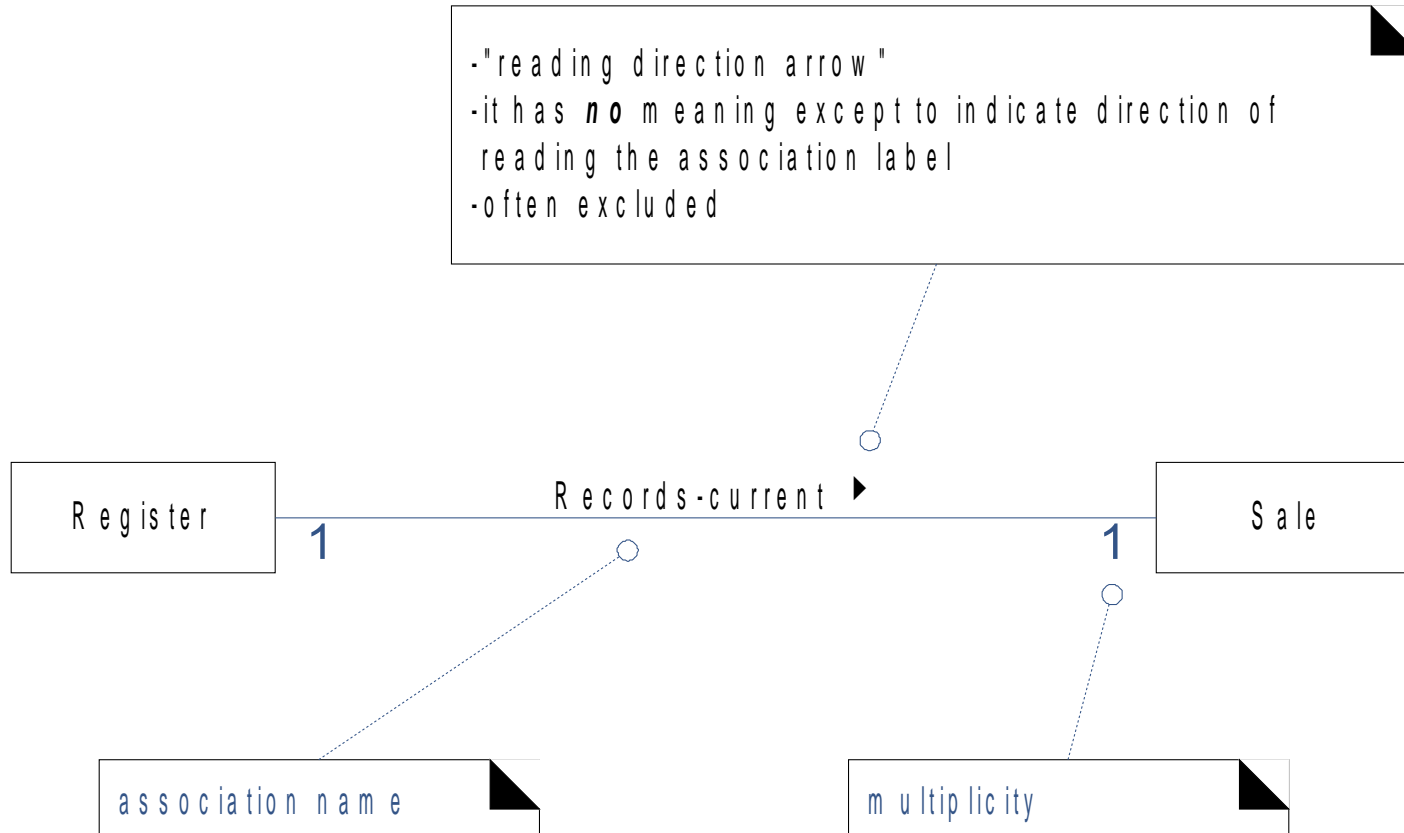 -"reading direction arrow"
-it has no meaning except to indicate direction of
reading the association label
-often excluded
Records-current
Register
Sale
1
1
association name
multiplicity